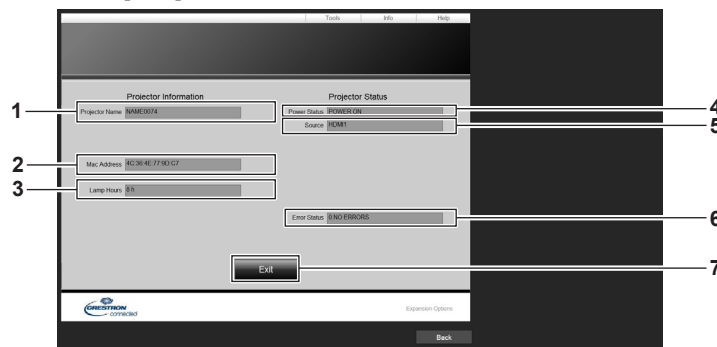 Tools Info Help
Projector Information Projector Status
1 Projector Name NAME0074 Power Status POWER ON 4
Source HDMI1 5
2 Mac Address 4C:36:4E:77:9D:C7
3 Lamp Hours 8 h
Error Status 0:NO ERRORS 6
Exit 7
CRESTRON connected Expansion Options
Back